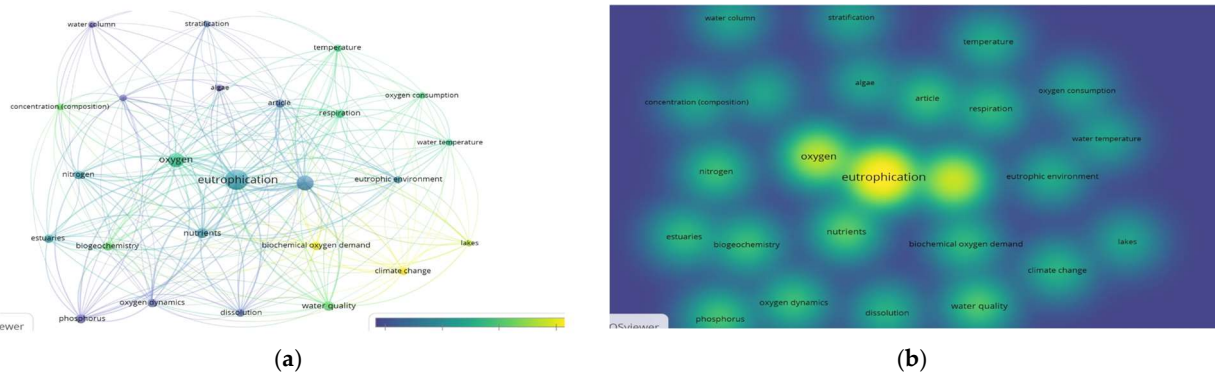 water column
stratification
temperature
algae
article
oxygen consumption
concentration (composition)
respiration
water temperature
oxygen
nitrogen
eutrophication
eutrophic environment
estuaries
biogeochemistry
nutrients
biochemical oxygen demand
lakes
climate change
oxygen dynamics
dissolution
water quality
phosphorus
ewer
(a)
water column
stratification
temperature
algae
article
oxygen consumption
concentration (composition)
respiration
water temperature
oxygen
nitrogen
eutrophication
eutrophic environment
estuaries
biogeochemistry
nutrients
biochemical oxygen demand
lakes
climate change
oxygen dynamics
dissolution
water quality
phosphorus
OSviewer
(b)